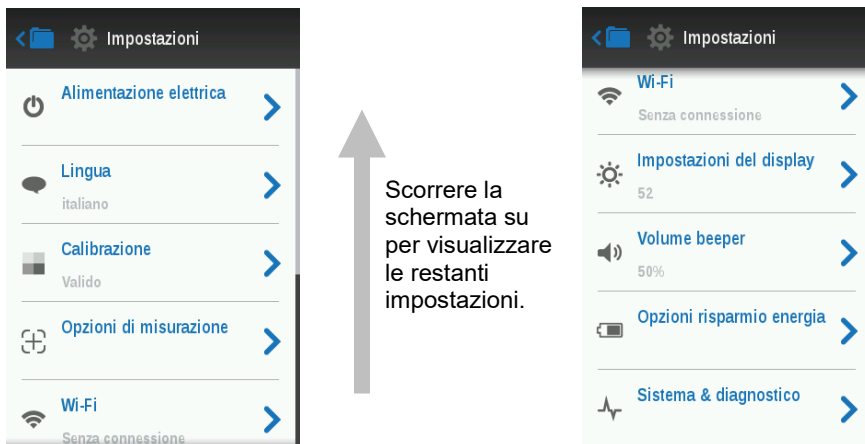 Impostazioni
Alimentazione elettrica
Lingua
italiano
Calibrazione
Valido
Opzioni di misurazione
Wi-Fi
Senza connessione
Scorrere la
schermata su
per visualizzare
le restanti
impostazioni.
Impostazioni
Wi-Fi
Senza connessione
Impostazioni del display
52
Volume beeper
50%
Opzioni risparmio energia
Sistema & diagnostico